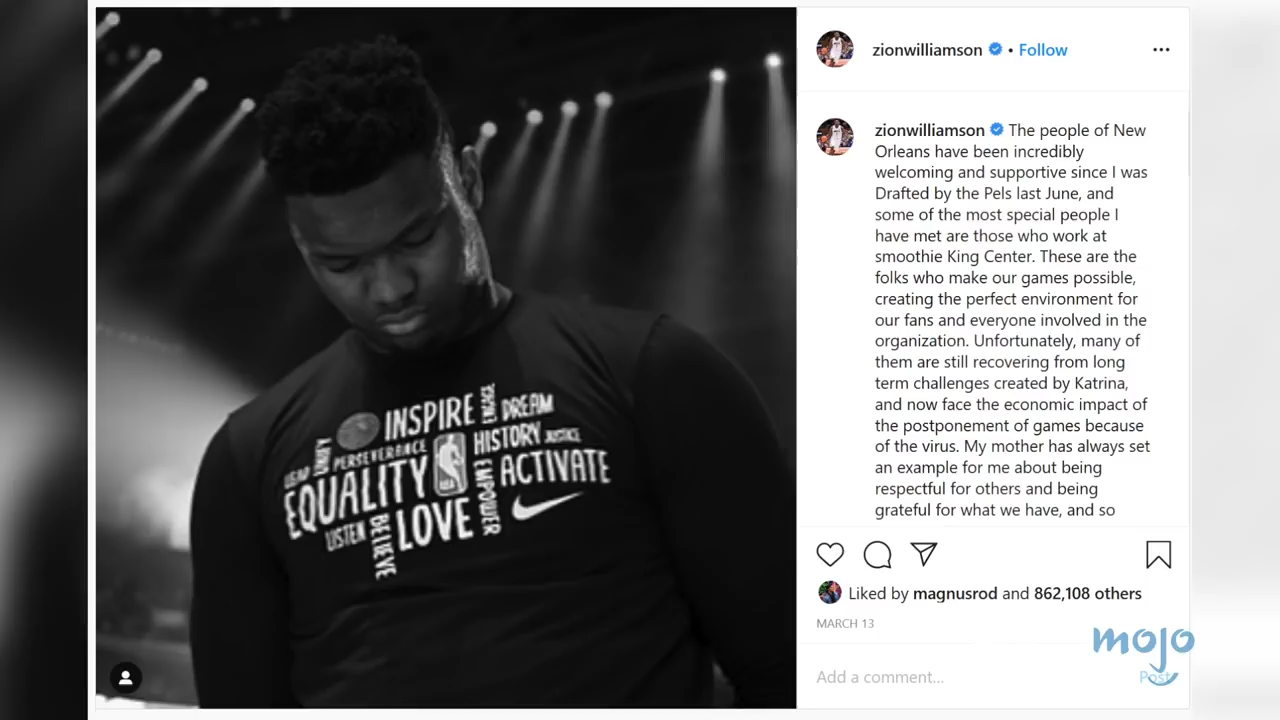 INSPIRE
DREAM
UNITY
PERSEVERANCE
HISTORY
JUSTICE
EQUALITY
NBA
EMPOWER
ACTIVATE
LISTEN
BELIEVE
LOVE
zionwilliamson • Follow
zionwilliamson The people of New
Orleans have been incredibly
welcoming and supportive since I was
Drafted by the Pels last June, and
some of the most special people I
have met are those who work at
smoothie King Center. These are the
folks who make our games possible,
creating the perfect environment for
our fans and everyone involved in the
organization. Unfortunately, many of
them are still recovering from long
term challenges created by Katrina,
and now face the economic impact of
the postponement of games because
of the virus. My mother has always set
an example for me about being
respectful for others and being
grateful for what we have, and so
Liked by magnusrod and 862,108 others
MARCH 13
mojo
Add a comment...
Post